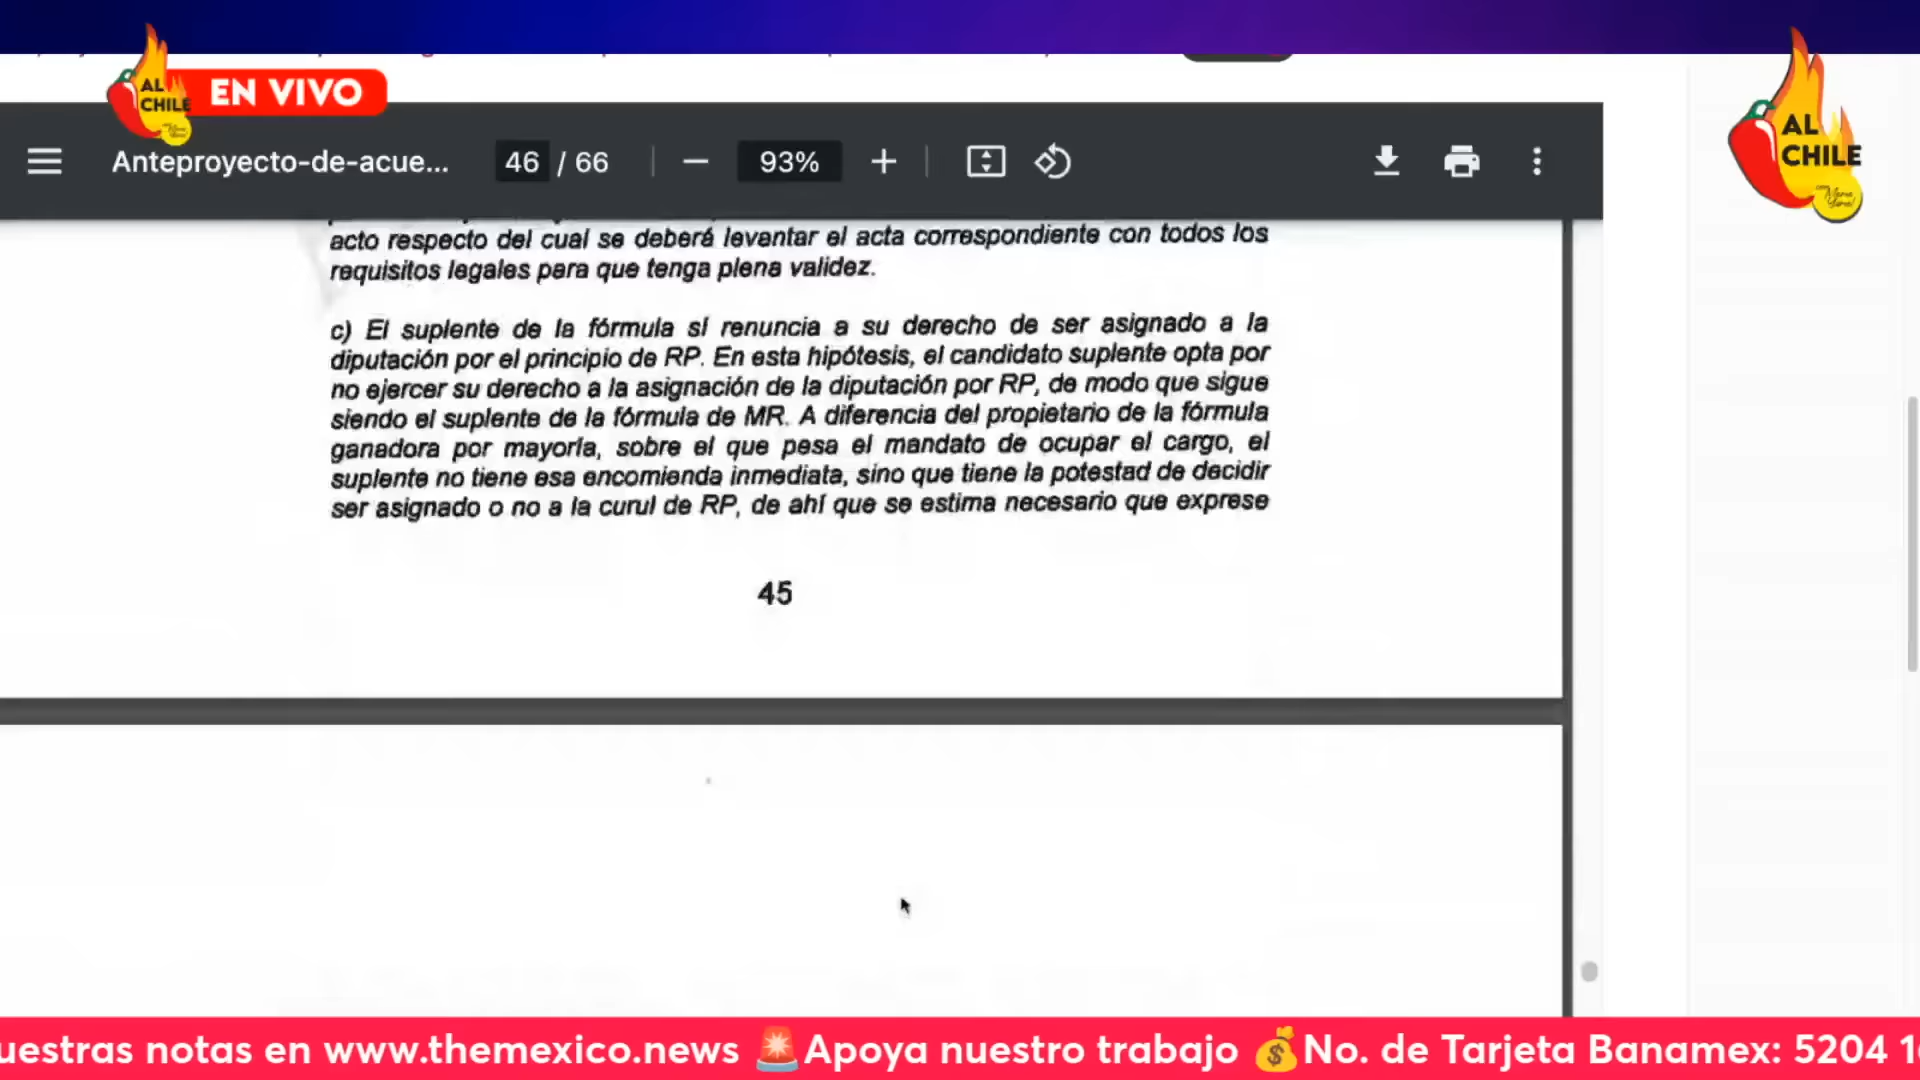 AL
CHILE
EN VIVO
AL
CHILE
Anteproyecto-de-acue...
46 / 66
93%
acto respecto del cual se deberá levantar el acta correspondiente con todos los
requisitos legales para que tenga plena validez.
c) El suplente de la fórmula sí renuncia a su derecho de ser asignado a la
diputación por el principio de RP. En esta hipótesis, el candidato suplente opta por
no ejercer su derecho a la asignación de la diputación por RP, de modo que sigue
siendo el suplente de la fórmula de MR. A diferencia del propietario de la fórmula
ganadora por mayoría, sobre el que pesa el mandato de ocupar el cargo, el
suplente no tiene esa encomienda inmediata, sino que tiene la potestad de decidir
ser asignado o no a la curul de RP, de ahí que se estima necesario que exprese
45
uestras notas en www.themexico.news 🚨Apoya nuestro trabajo 💰No. de Tarjeta Banamex: 5204 1